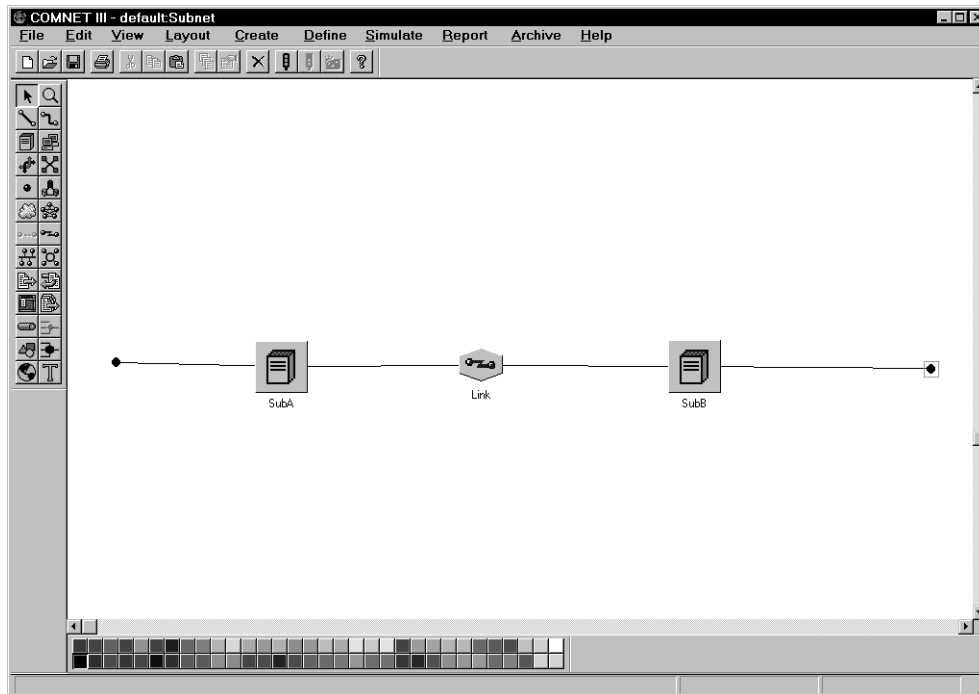 COMNET III - default:Subnet
File Edit View Layout Create Define Simulate Report Archive Help
SubA
Link
SubB